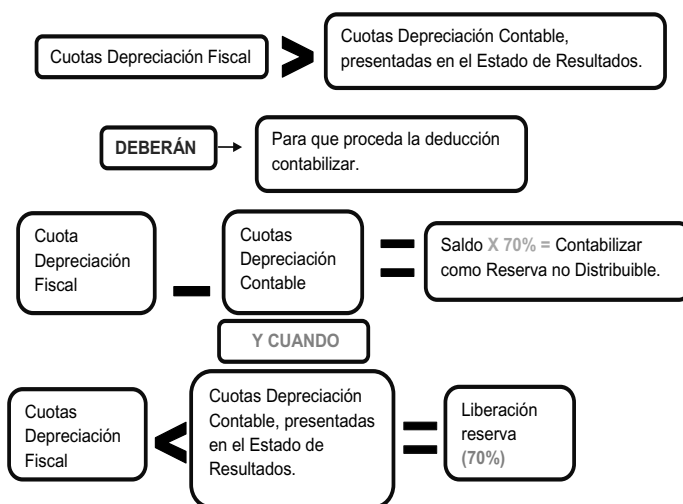 Cuotas Depreciación Fiscal
>
Cuotas Depreciación Contable,
presentadas en el Estado de Resultados.
DEBERÁN
Para que proceda la deducción
contabilizar.
Cuota
Depreciación
Fiscal
–
Cuotas
Depreciación
Contable
=
Saldo X 70% = Contabilizar
como Reserva no Distribuible.
Y CUANDO
Cuotas
Depreciación
Fiscal
<
Cuotas Depreciación
Contable, presentadas
en el Estado de
Resultados.
=
Liberación
reserva
(70%)